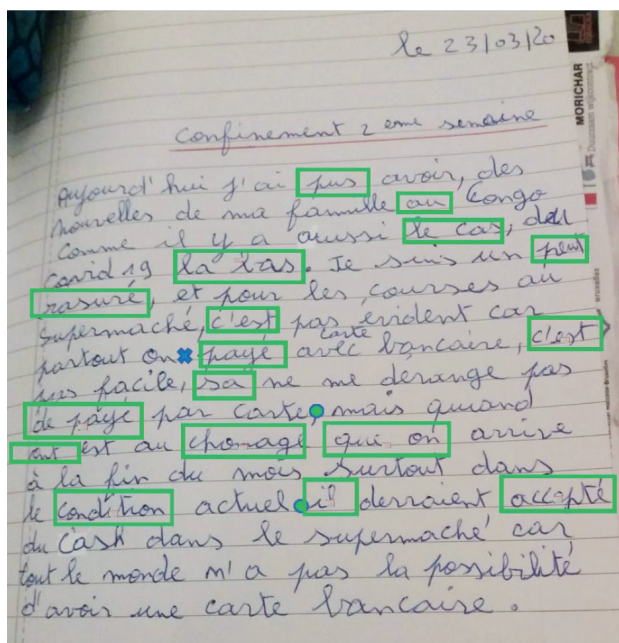 le 23/03/20
MORICHAR
Confinement 2 eme semaine
Aujourd'hui j'ai pus avoir, des
nouvelles de ma famille au Congo
comme il y a aussi le cas, du
covid 19 la bas. Je suis un peut
rasuré, et pour les courses au
supermaché, c'est pas évident car
partout on payé avec carte bancaire, c'est
pas facile, sa ne me dérange pas
de payé par carte, mais quand
ont est au chomage qui on arrive
à la fin du mois surtout dans
le condition actuel il devraient accepté
du cash dans le supermaché car
tout le monde n'a pas la possibilité
d'avoir une carte bancaire.